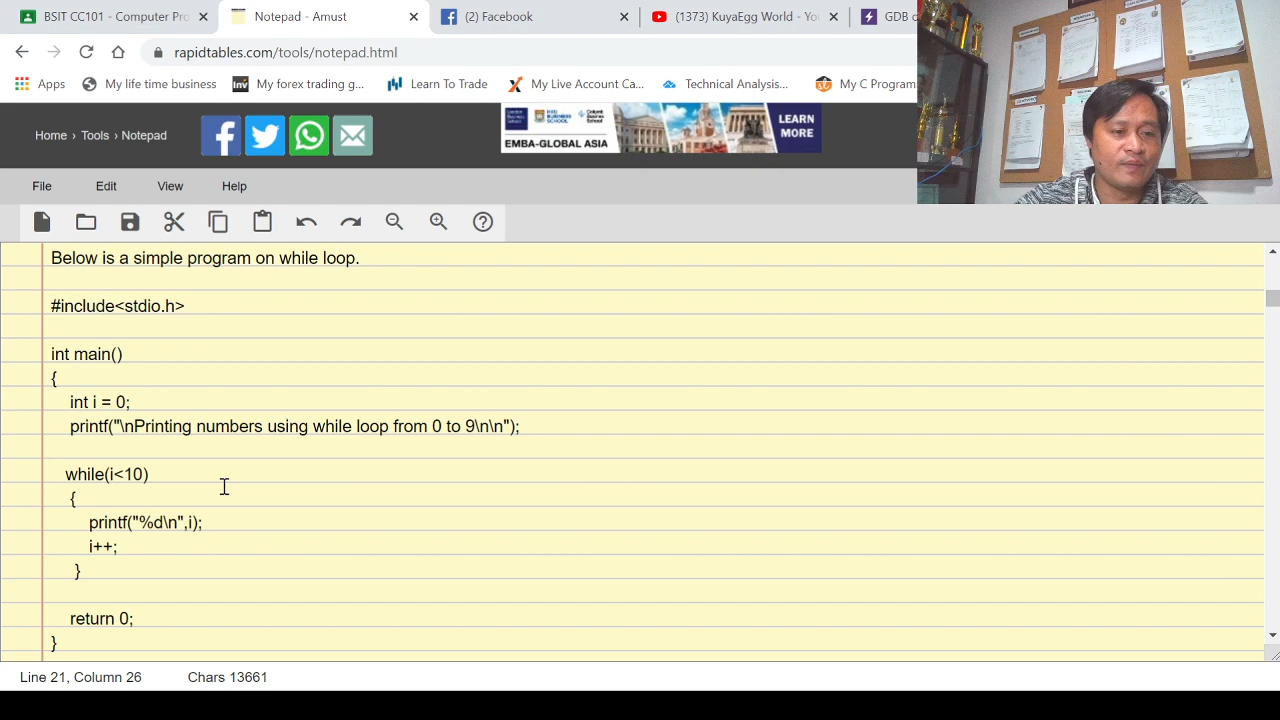 BSIT CC101 - Computer Pro
Notepad - Amust
(2) Facebook
(1373) KuyaEgg World - Yo
GDB o
rapidtables.com/tools/notepad.html
Apps
My life time business
Inv
My forex trading g...
Learn To Trade
My Live Account Ca...
Technical Analysis...
My C Program
Home › Tools › Notepad
EMBA-GLOBAL ASIA
LEARN
MORE
File
Edit
View
Help
Below is a simple program on while loop.
#include<stdio.h>
int main()
{
int i = 0;
printf("\nPrinting numbers using while loop from 0 to 9\n\n");
while(i<10)
{
printf("%d\n",i);
i++;
}
return 0;
}
Line 21, Column 26
Chars 13661